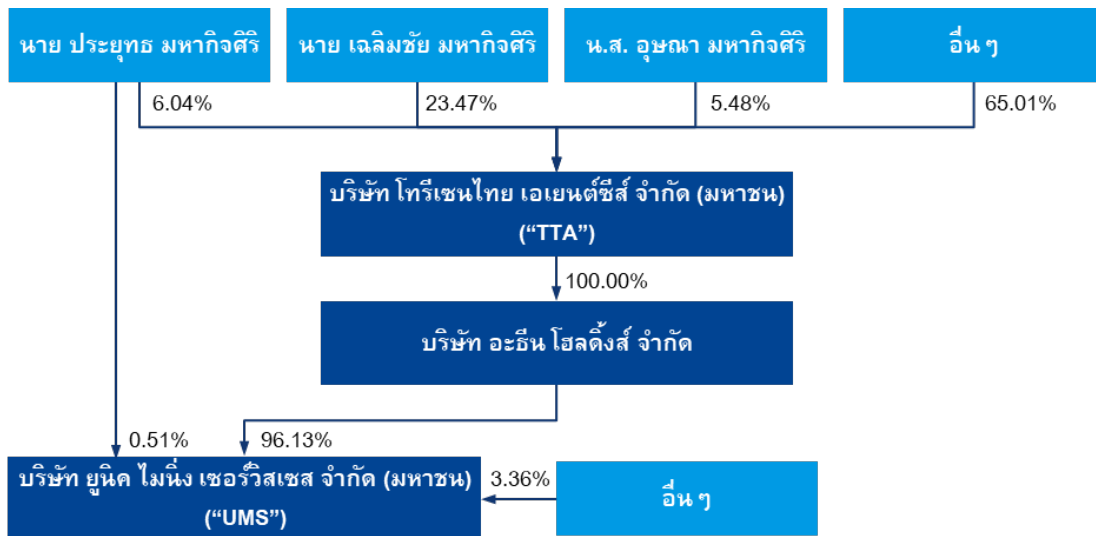 นาย ประยุทธ มหากิจศิริ
นาย เฉลิมชัย มหากิจศิริ
น.ส. อุษณา มหากิจศิริ
อื่น ๆ
6.04%
23.47%
5.48%
65.01%
บริษัท โทรีเซนไทย เอเยนต์ซีส์ จำกัด (มหาชน)
(“TTA”)
100.00%
บริษัท อะธีน โฮลดิ้งส์ จำกัด
0.51%
96.13%
บริษัท ยูนิค ไมนิ่ง เซอร์วิสเซส จำกัด (มหาชน)
(“UMS”)
3.36%
อื่น ๆ